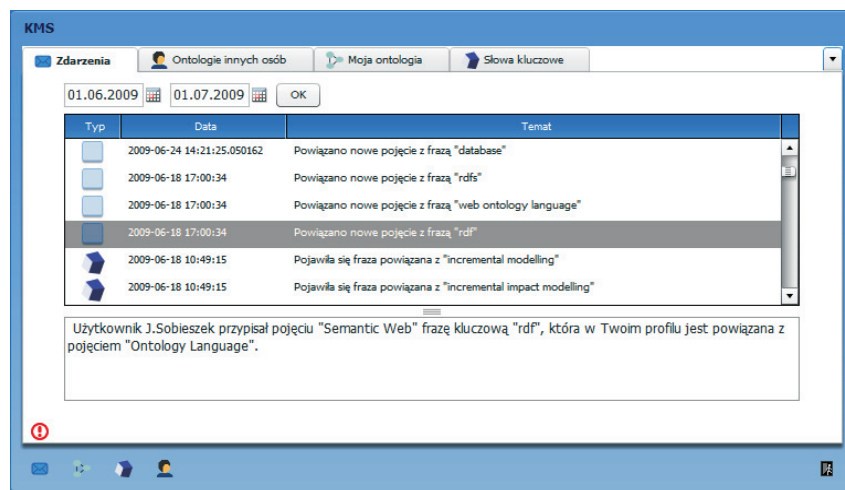 KMS
Zdarzenia Ontologie innych osób Moja ontologia Słowa kluczowe
01.06.2009 01.07.2009 OK
Typ Data Temat
2009-06-24 14:21:25.050162 Powiązano nowe pojęcie z frazą "database"
2009-06-18 17:00:34 Powiązano nowe pojęcie z frazą "rdfs"
2009-06-18 17:00:34 Powiązano nowe pojęcie z frazą "web ontology language"
2009-06-18 17:00:34 Powiązano nowe pojęcie z frazą "rdf"
2009-06-18 10:49:15 Pojawiła się fraza powiązana z "incremental modelling"
2009-06-18 10:49:15 Pojawiła się fraza powiązana z "incremental impact modelling"
Użytkownik J.Sobieszek przypisał pojęciu "Semantic Web" frazę kluczową "rdf", która w Twoim profilu jest powiązana z
pojęciem "Ontology Language".